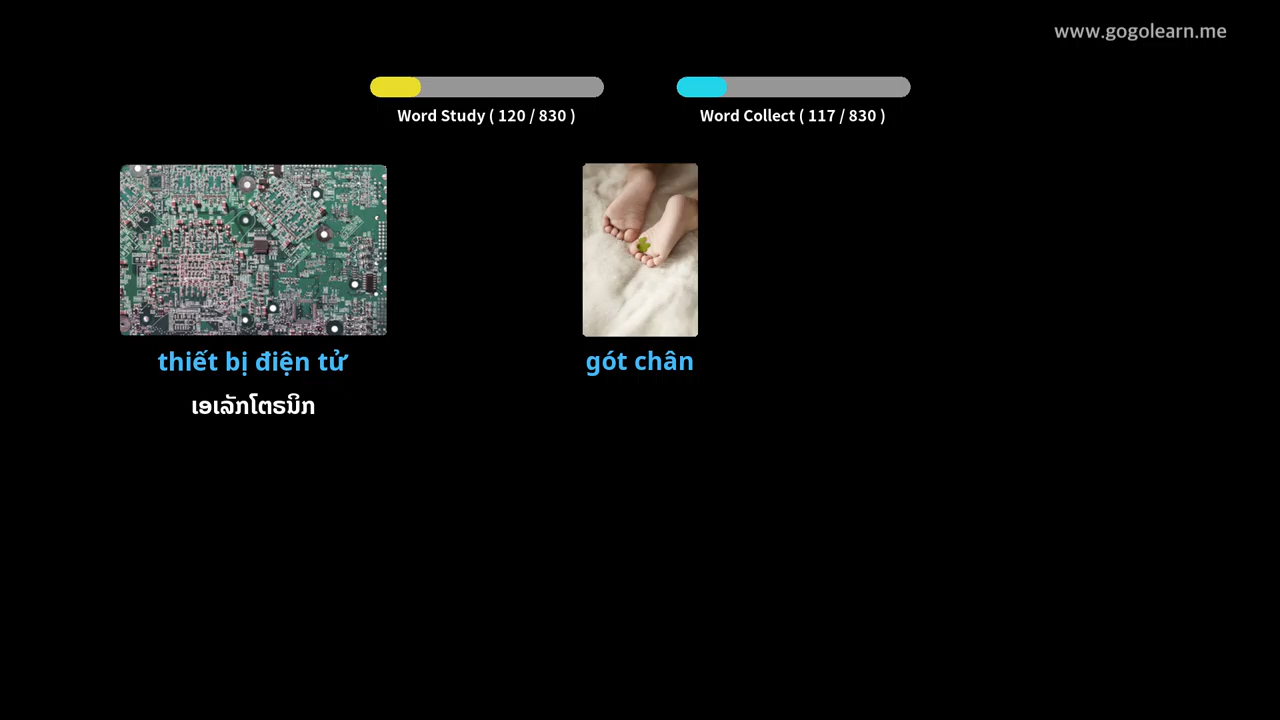 www.gogolearn.me
Word Study ( 120 / 830 )
Word Collect ( 117 / 830 )
thiết bị điện tử
ເອເລັກໂຕຣນິກ
gót chân